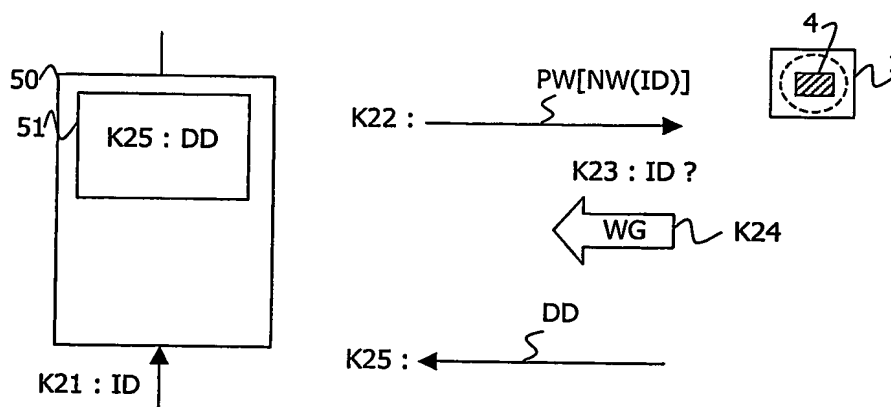 50
51
K25 : DD
K21 : ID
K22 :
PW[NW(ID)]
4
K23 : ID ?
WG
K24
DD
K25 :